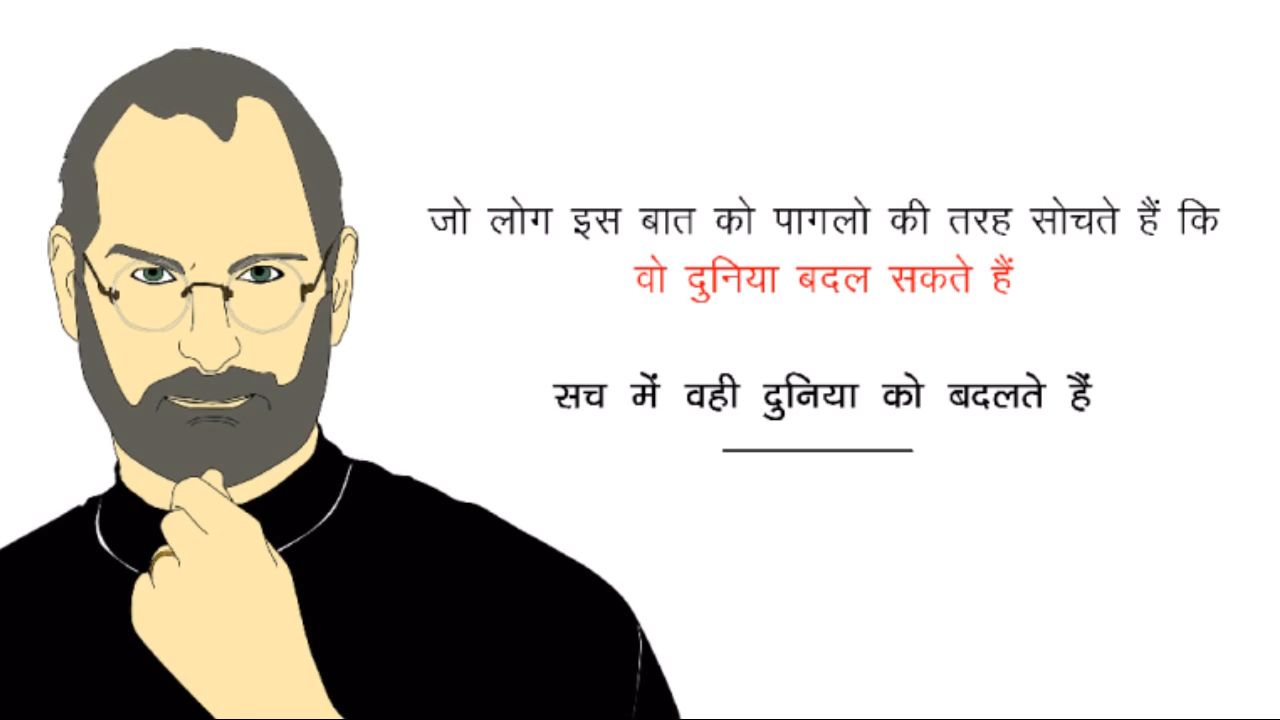 जो लोग इस बात को पागलो की तरह सोचते हैं कि
वो दुनिया बदल सकते हैं
सच में वही दुनिया को बदलते हैं